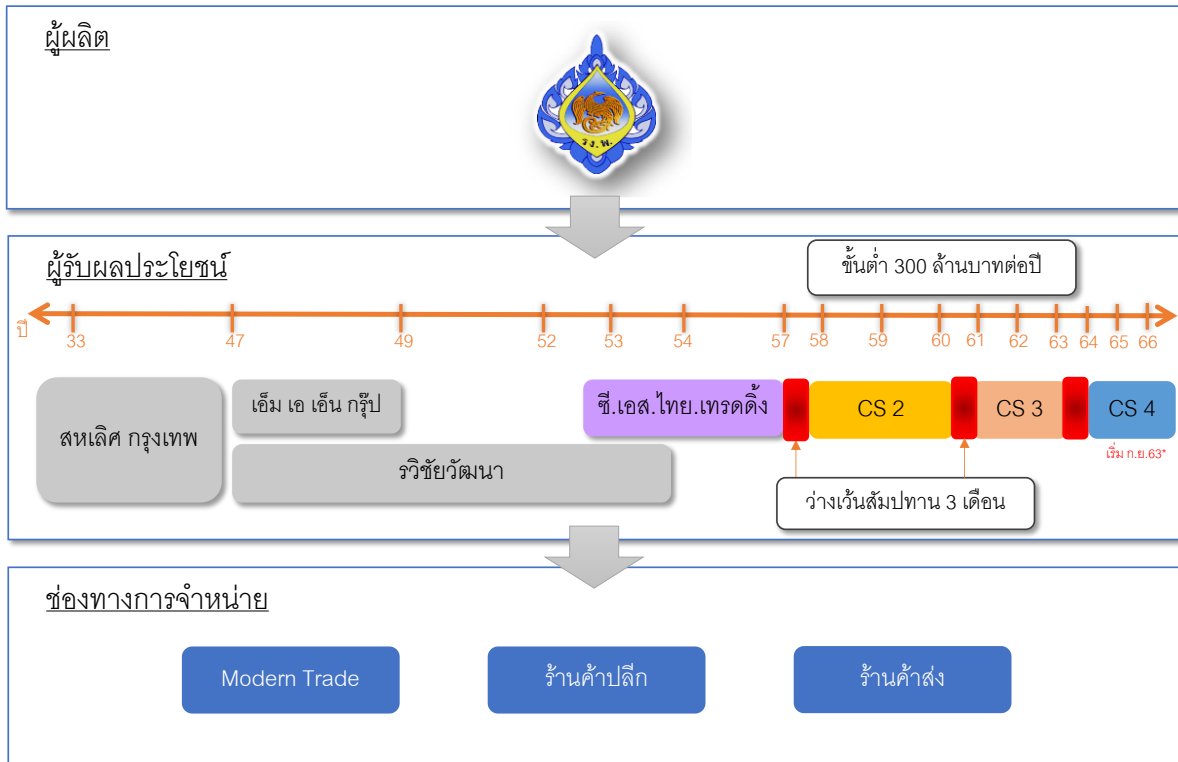 ผู้ผลิต
รง.พ.
ผู้รับผลประโยชน์
ขั้นต่ำ 300 ล้านบาทต่อปี
ปี
33 47 49 52 53 54 57 58 59 60 61 62 63 64 65 66
สหเลิศ กรุงเทพ
เอ็ม เอ เอ็น กรุ๊ป
ซี.เอส.ไทย.เทรดดิ้ง
CS 2
CS 3
CS 4
เริ่ม ก.ย.63*
รวิชัยวัฒนา
ว่างเว้นสัมปทาน 3 เดือน
ช่องทางการจำหน่าย
Modern Trade
ร้านค้าปลีก
ร้านค้าส่ง